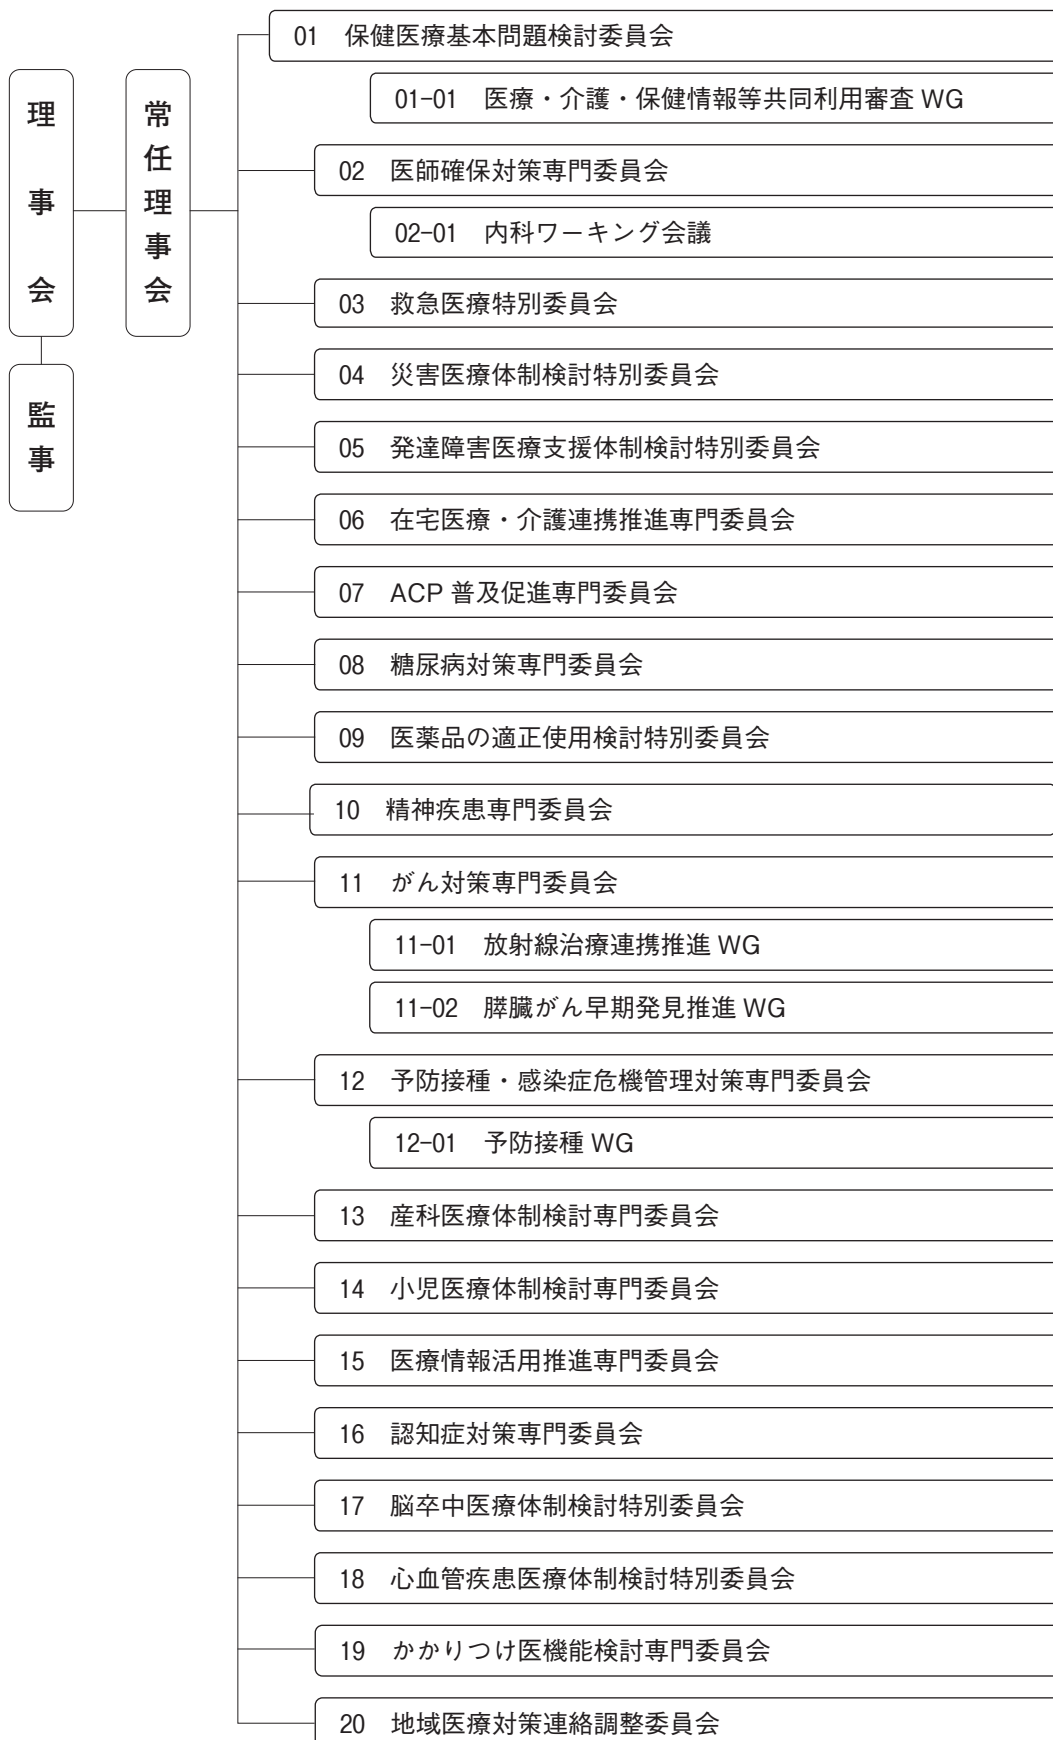 理事会
監事
常任理事会
01 保健医療基本問題検討委員会
01-01 医療・介護・保健情報等共同利用審査 WG
02 医師確保対策専門委員会
02-01 内科ワーキング会議
03 救急医療特別委員会
04 災害医療体制検討特別委員会
05 発達障害医療支援体制検討特別委員会
06 在宅医療・介護連携推進専門委員会
07 ACP 普及促進専門委員会
08 糖尿病対策専門委員会
09 医薬品の適正使用検討特別委員会
10 精神疾患専門委員会
11 がん対策専門委員会
11-01 放射線治療連携推進 WG
11-02 膵臓がん早期発見推進 WG
12 予防接種・感染症危機管理対策専門委員会
12-01 予防接種 WG
13 産科医療体制検討専門委員会
14 小児医療体制検討専門委員会
15 医療情報活用推進専門委員会
16 認知症対策専門委員会
17 脳卒中医療体制検討特別委員会
18 心血管疾患医療体制検討特別委員会
19 かかりつけ医機能検討専門委員会
20 地域医療対策連絡調整委員会